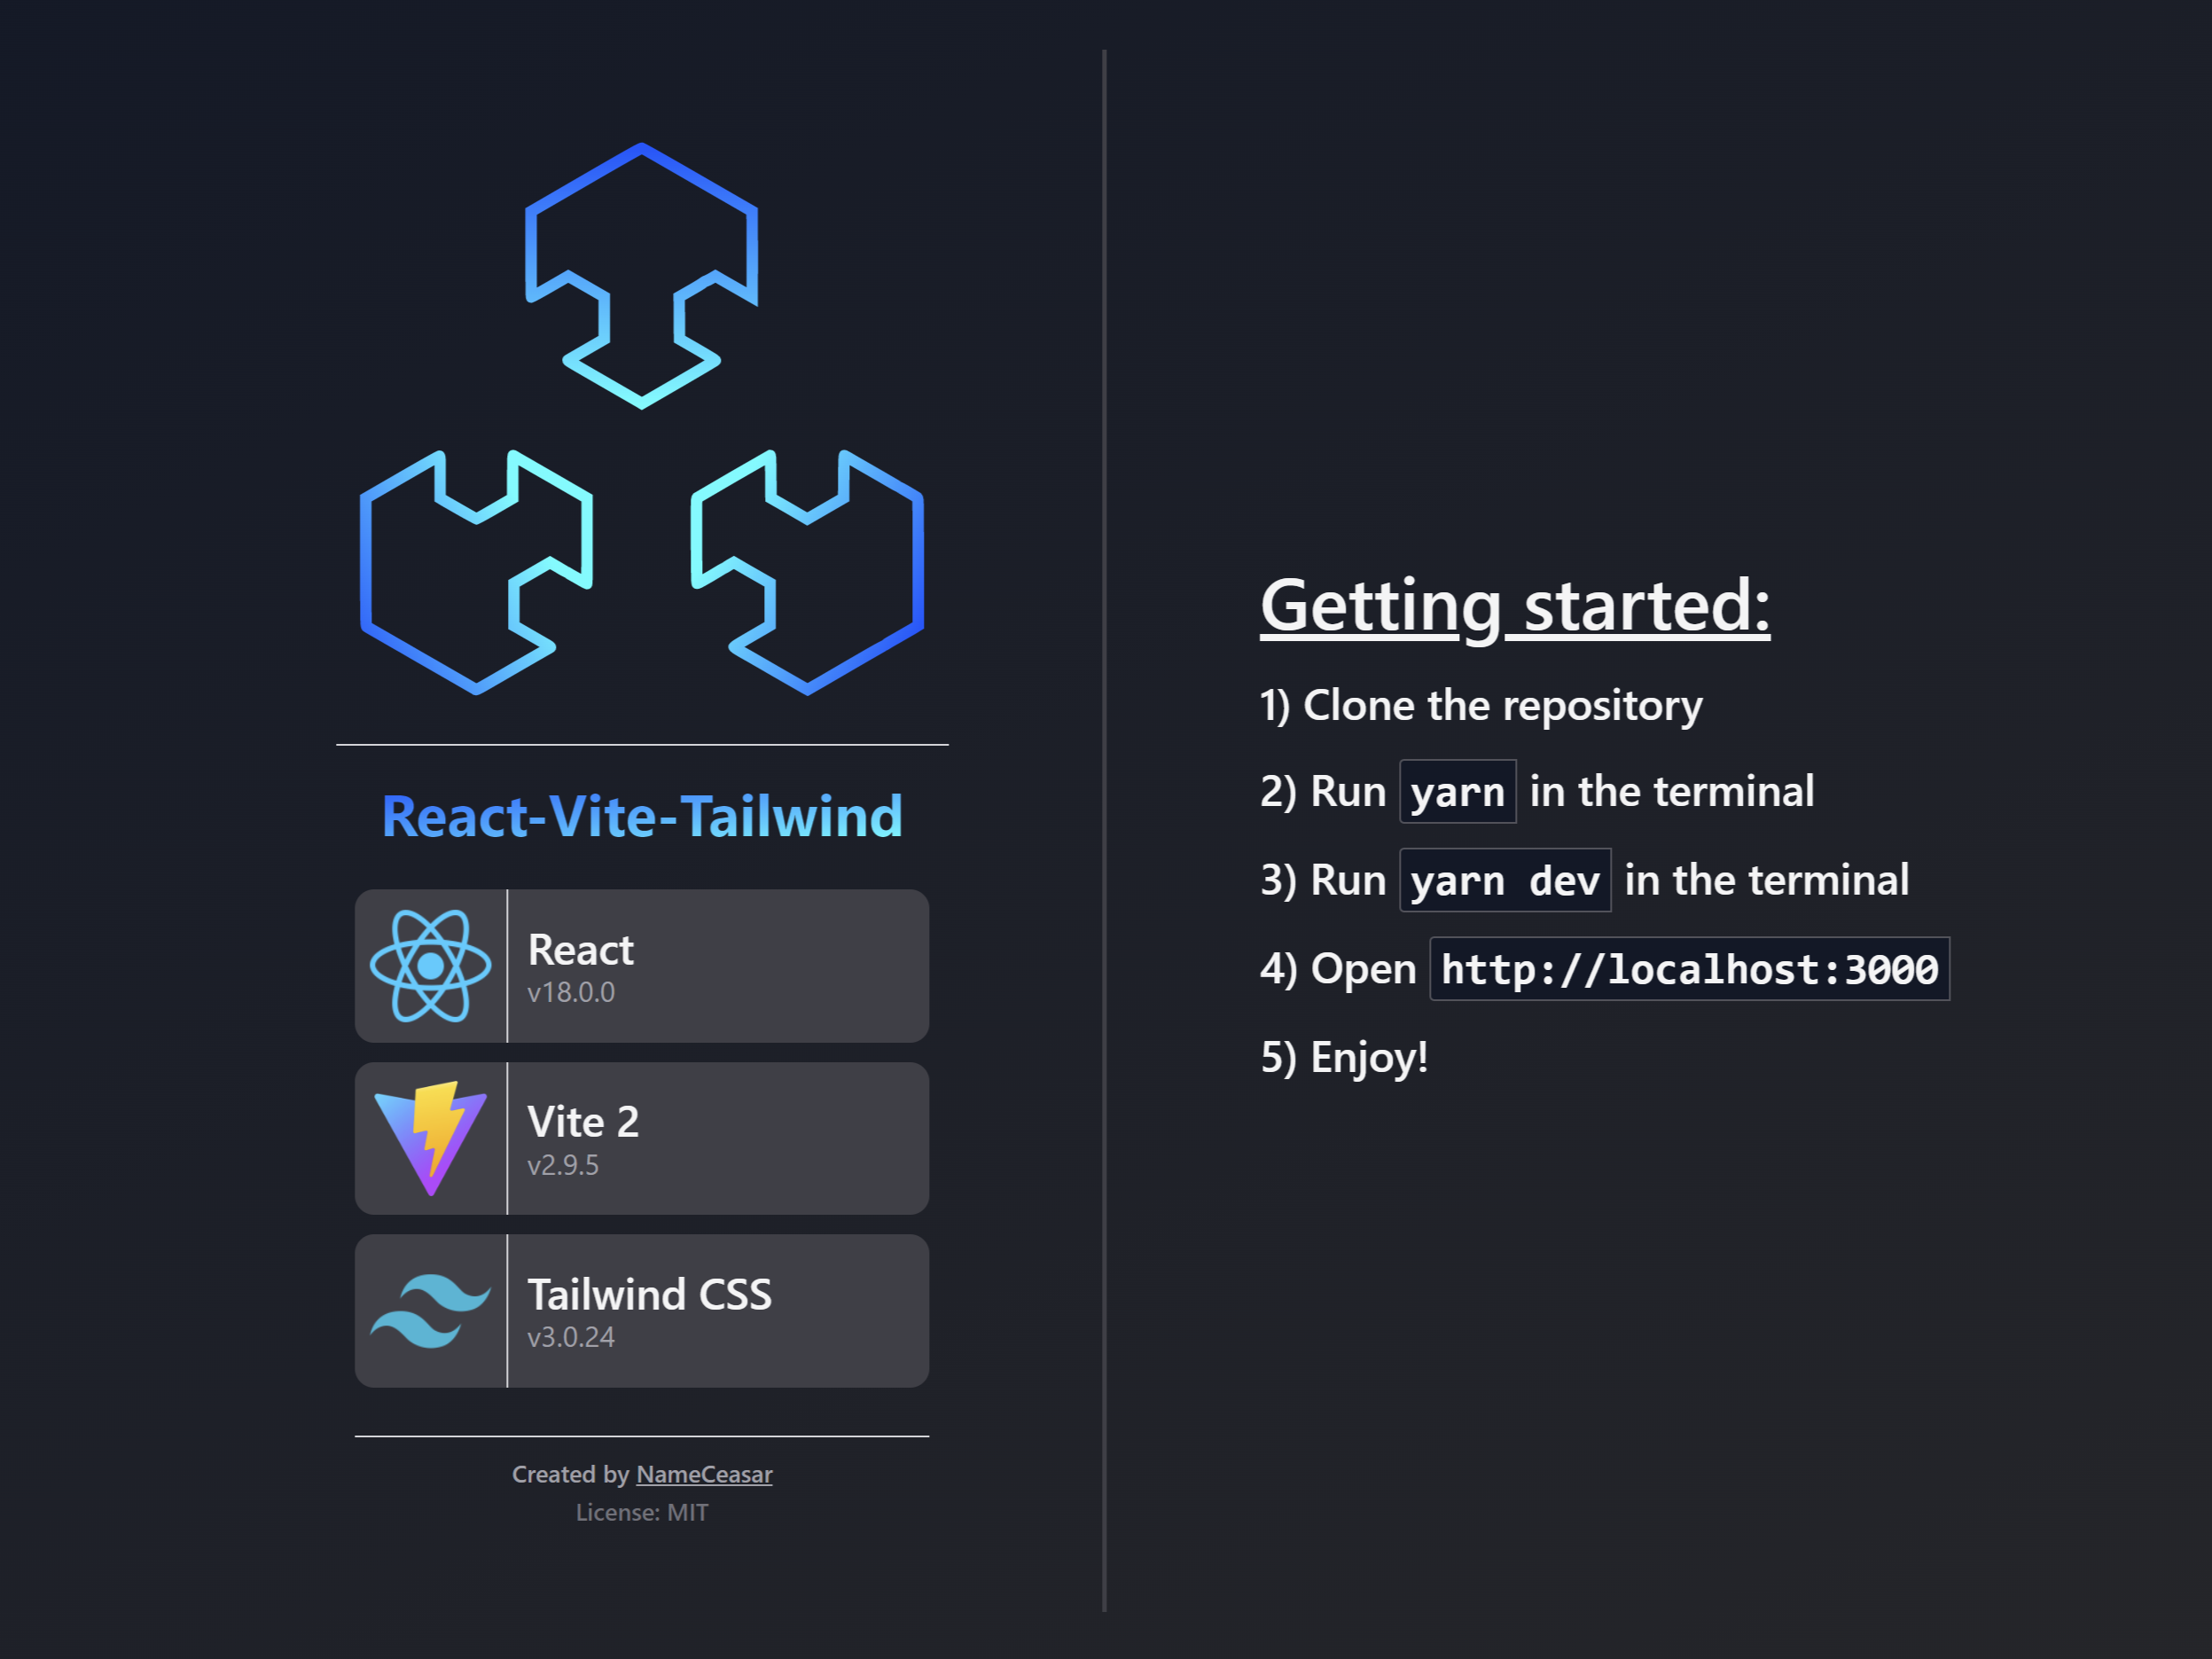 React-Vite-Tailwind
React
v18.0.0
Vite 2
v2.9.5
Tailwind CSS
v3.0.24
Created by NameCeasar
License: MIT
Getting started:
1) Clone the repository
2) Run yarn in the terminal
3) Run yarn dev in the terminal
4) Open http://localhost:3000
5) Enjoy!